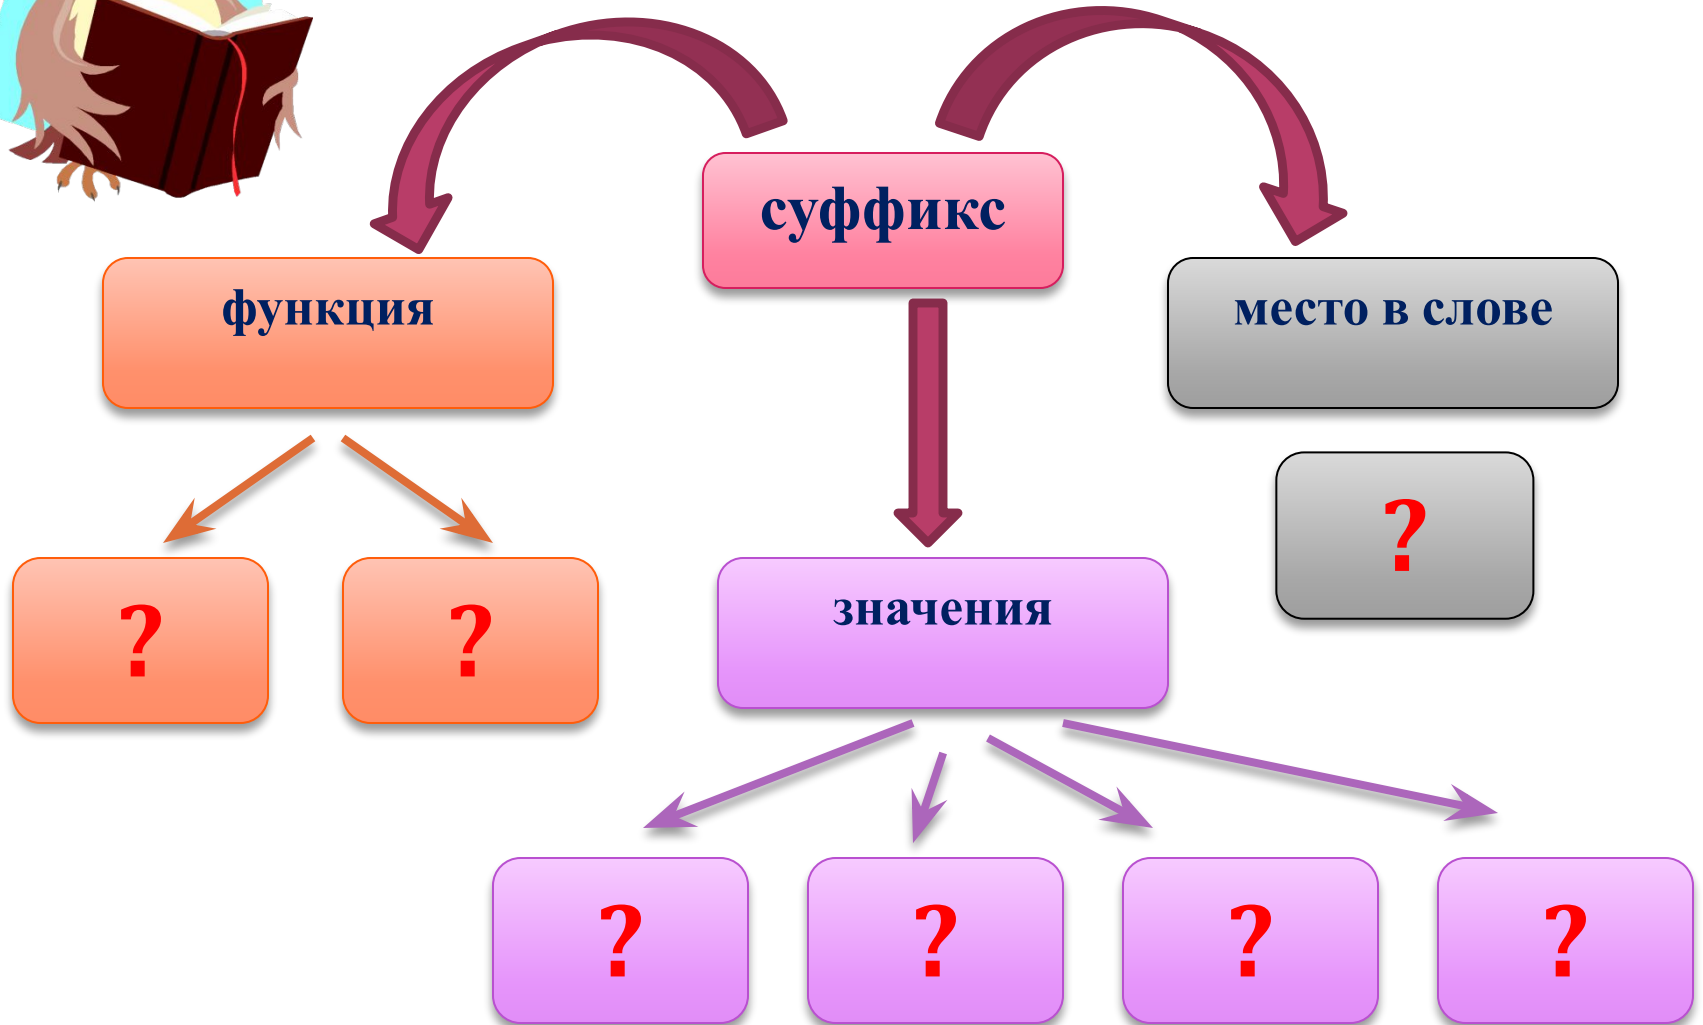 суффикс
функция
место в слове
?
? ?
значения
? ? ? ?